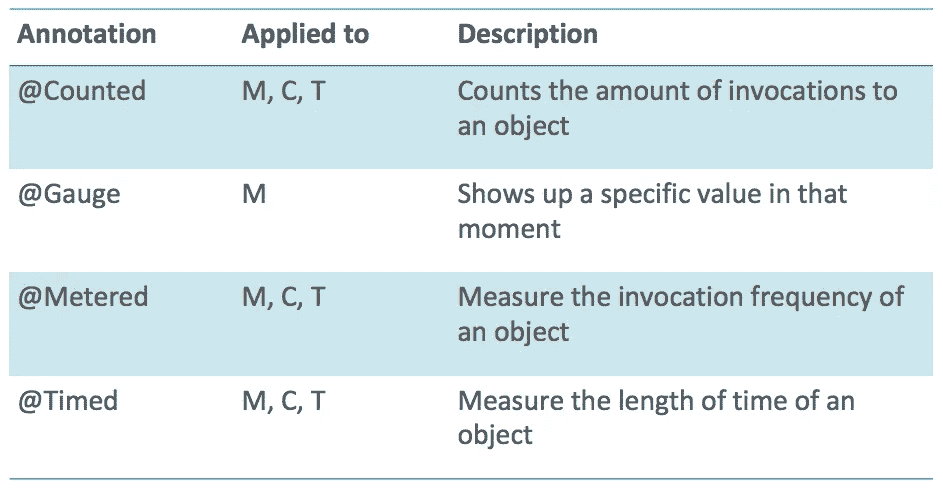 Annotation Applied to Description
@Counted M, C, T Counts the amount of invocations to
an object
@Gauge M Shows up a specific value in that
moment
@Metered M, C, T Measure the invocation frequency of
an object
@Timed M, C, T Measure the length of time of an
object